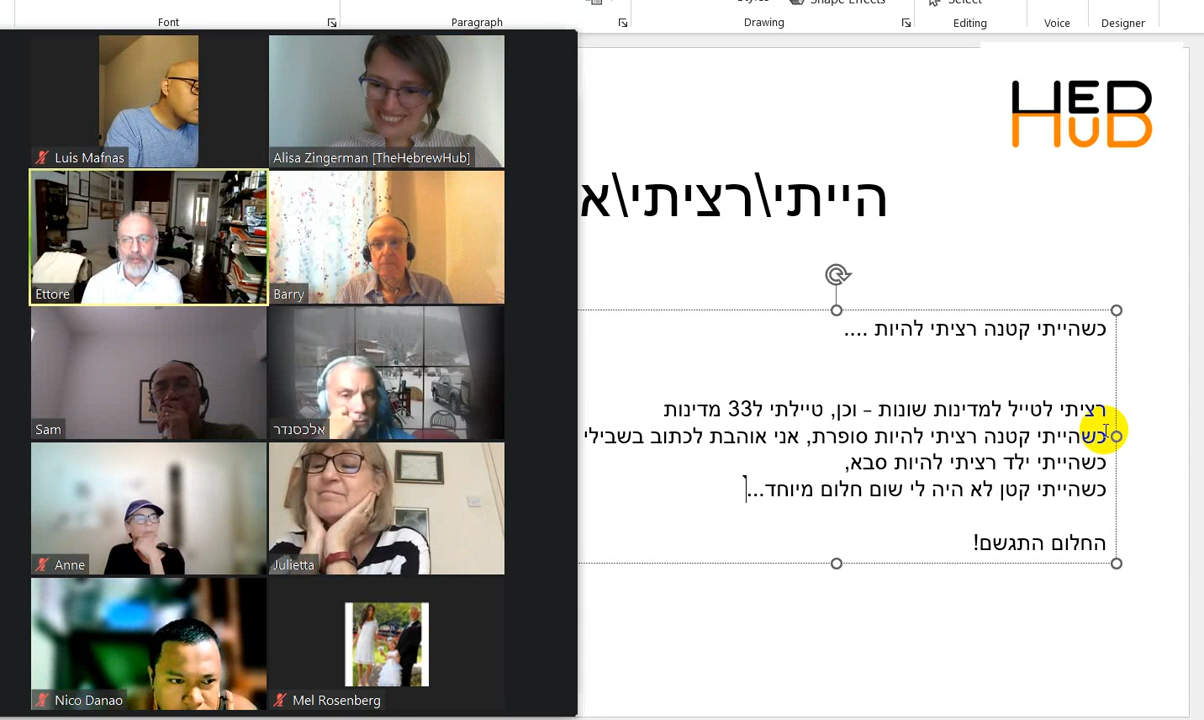 Font
Paragraph
Drawing
Editing
Voice
Designer
Luis Mafnas
Alisa Zingerman [TheHebrewHub]
Ettore
Barry
Sam
אלכסנדר
Anne
Julietta
Nico Danao
Mel Rosenberg
HEB
HUB
הייתי\רציתי\א
כשהייתי קטנה רציתי להיות ....
רציתי לטייל למדינות שונות – וכן, טיילתי ל33 מדינות
כשהייתי קטנה רציתי להיות סופרת, אני אוהבת לכתוב בשבילי
כשהייתי ילד רציתי להיות סבא,
כשהייתי קטן לא היה לי שום חלום מיוחד...
החלום התגשם!